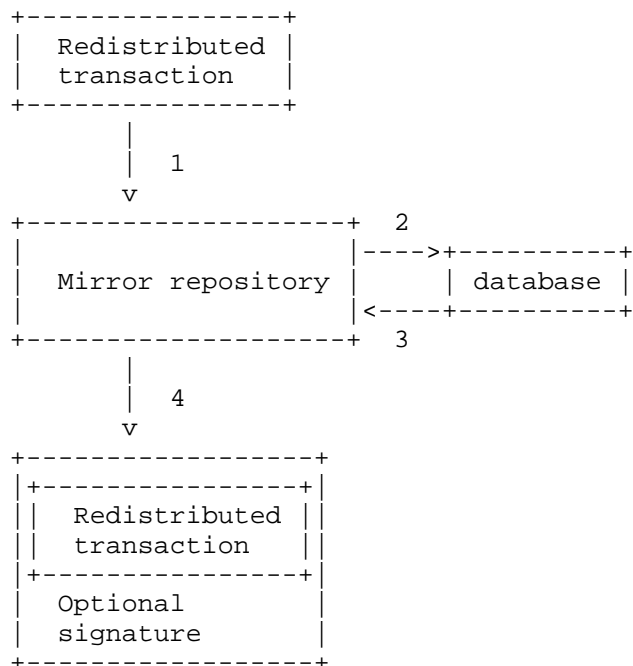 Redistributed
transaction
1
2
Mirror repository
database
3
4
Redistributed
transaction
Optional
signature